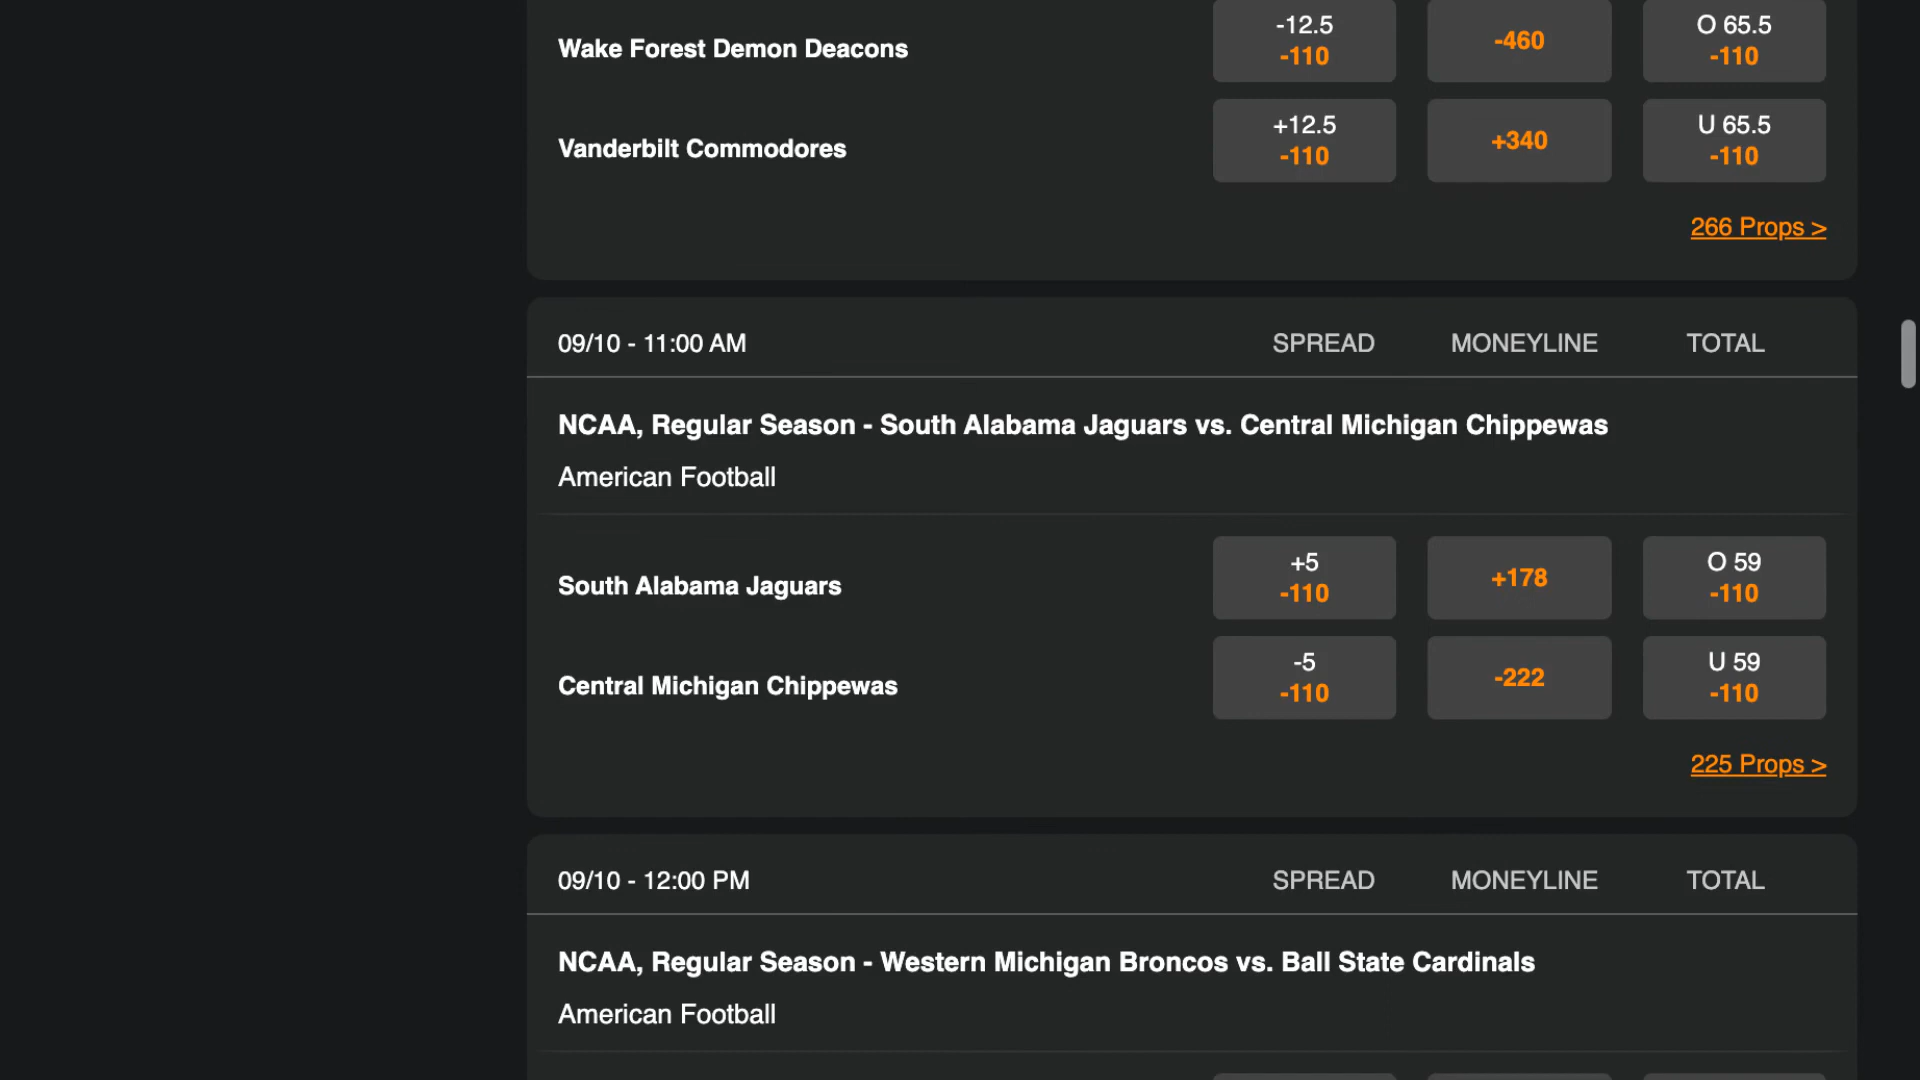 -12.5
Wake Forest Demon Deacons
-110
-460
O 65.5
-110
+12.5
Vanderbilt Commodores
-110
+340
U 65.5
-110
266 Props >
09/10 - 11:00 AM SPREAD MONEYLINE TOTAL
NCAA, Regular Season - South Alabama Jaguars vs. Central Michigan Chippewas
American Football
South Alabama Jaguars
+5
-110
+178
O 59
-110
Central Michigan Chippewas
-5
-110
-222
U 59
-110
225 Props >
09/10 - 12:00 PM SPREAD MONEYLINE TOTAL
NCAA, Regular Season - Western Michigan Broncos vs. Ball State Cardinals
American Football